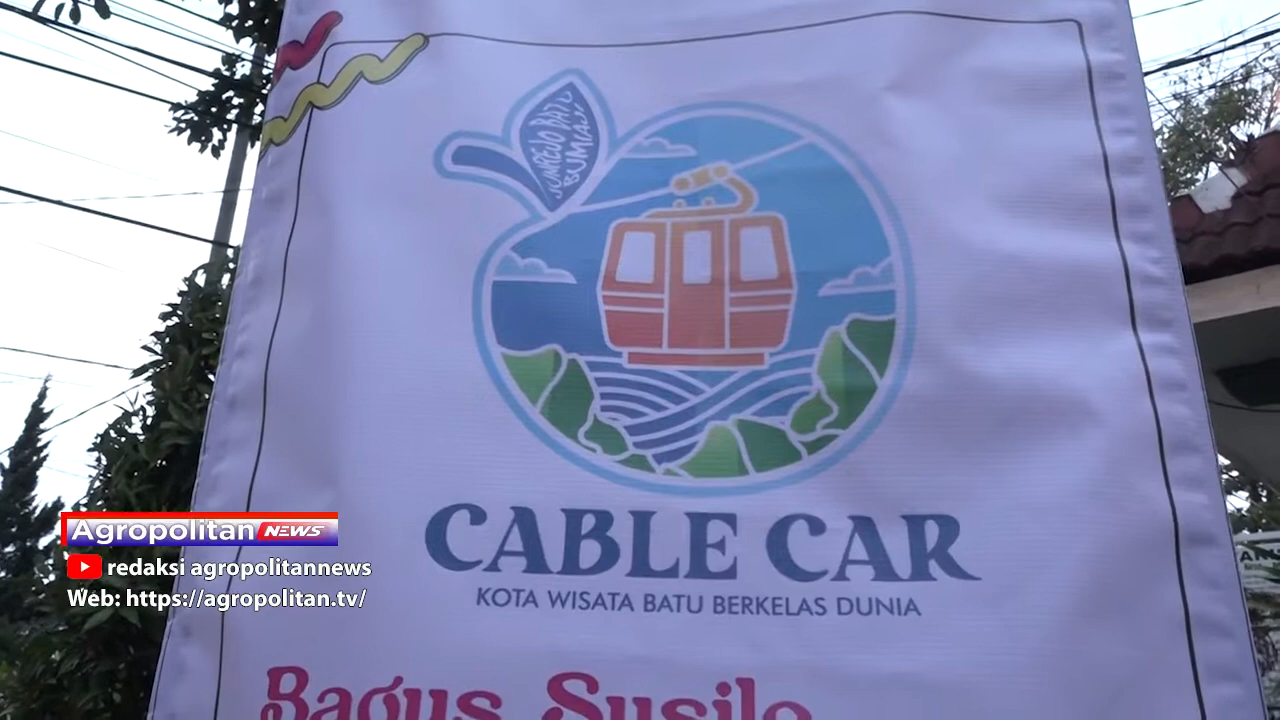 JUNREJO BATU
BUMIAJI
CABLE CAR
KOTA WISATA BATU BERKELAS DUNIA
Bagus Susilo
Agropolitan NEWS
redaksi agropolitannews
Web: https://agropolitan.tv/